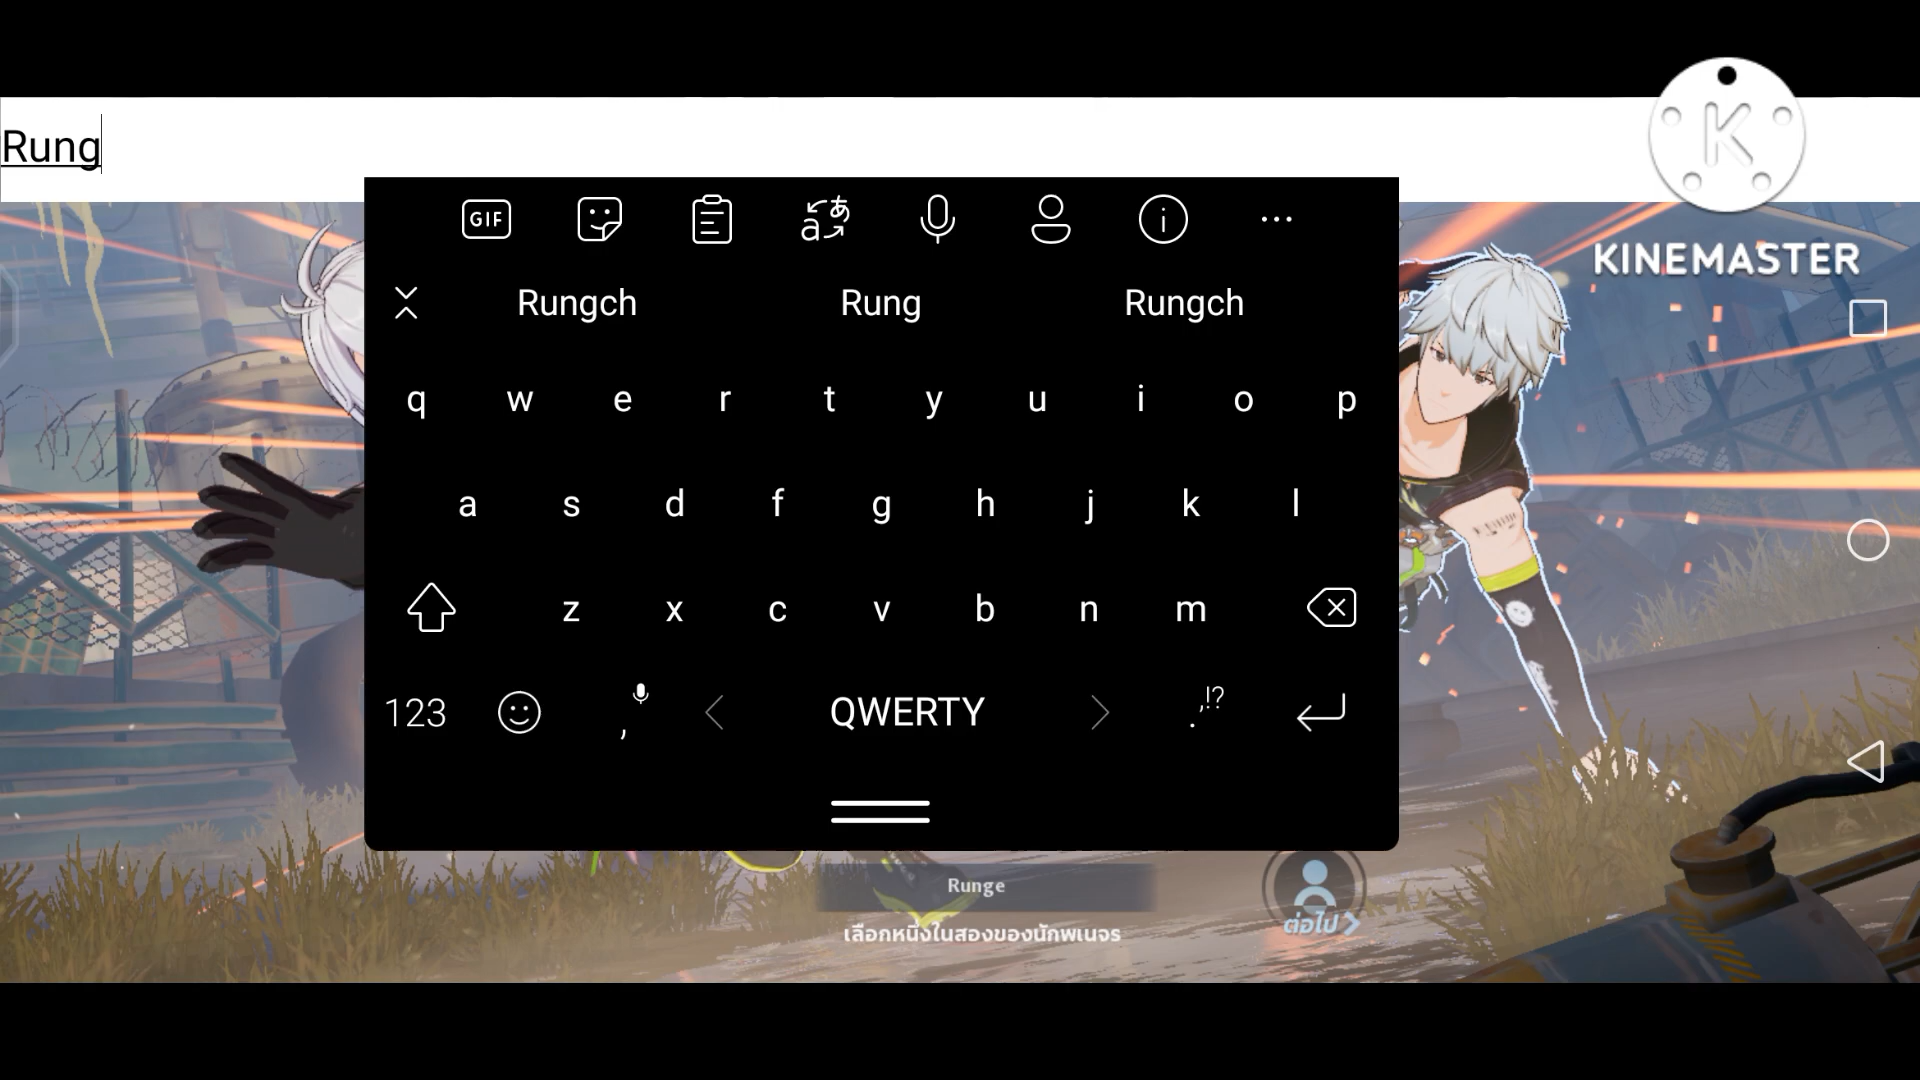 Rung
K
KINEMASTER
GIF
Rungch Rung Rungch
q w e r t y u i o p
a s d f g h j k l
z x c v b n m
123 , QWERTY .,!?
Runge
เลือกหนึ่งในสองของนักพเนจร
ต่อไป